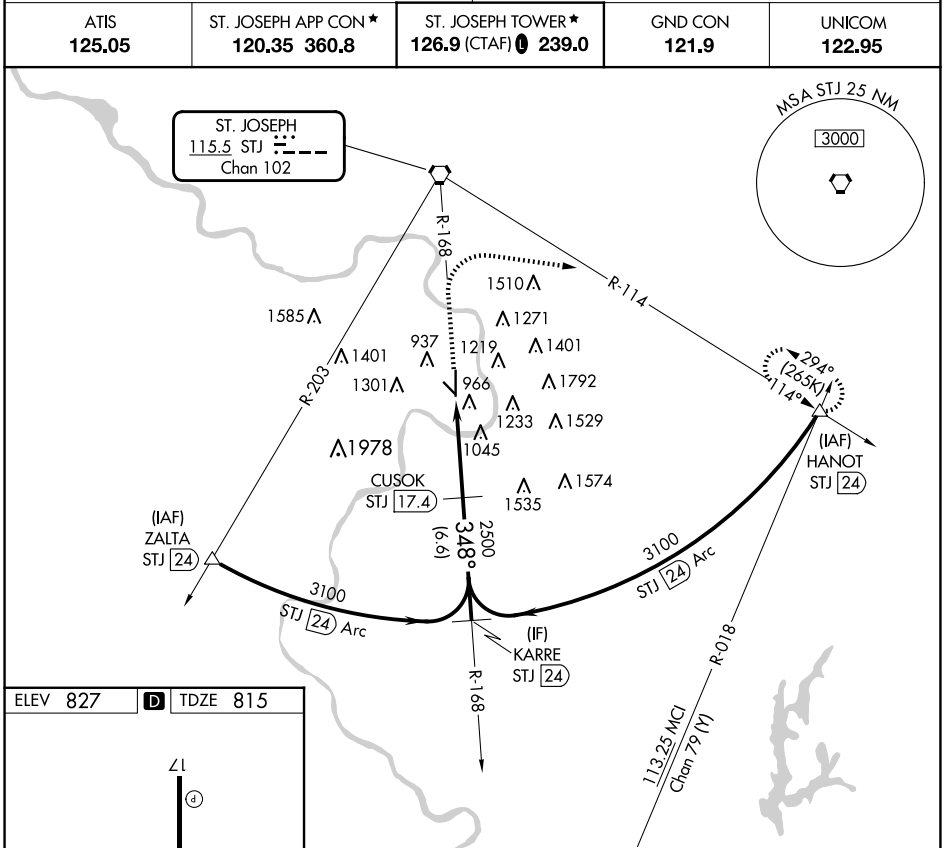 ATIS
125.05
ST. JOSEPH APP CON ★
120.35 360.8
ST. JOSEPH TOWER ★
126.9 (CTAF) L 239.0
GND CON
121.9
UNICOM
122.95
MSA STJ 25 NM
3000
ST. JOSEPH
115.5 STJ
Chan 102
R-168
R-114
R-203
1510
1585
1271
937
1219
1401
1401
1301
966
1792
1233
1529
1045
1978
294°
(265K)
114°
(IAF)
HANOT
STJ 24
CUSOK
STJ 17.4
1535
1574
(IAF)
ZALTA
STJ 24
2500
348°
(6.6)
3100
STJ 24 Arc
3100
STJ 24 Arc
(IF)
KARRE
STJ 24
R-168
R-018
113.25 MCI
Chan 79 (Y)
ELEV 827 D TDZE 815
17
P